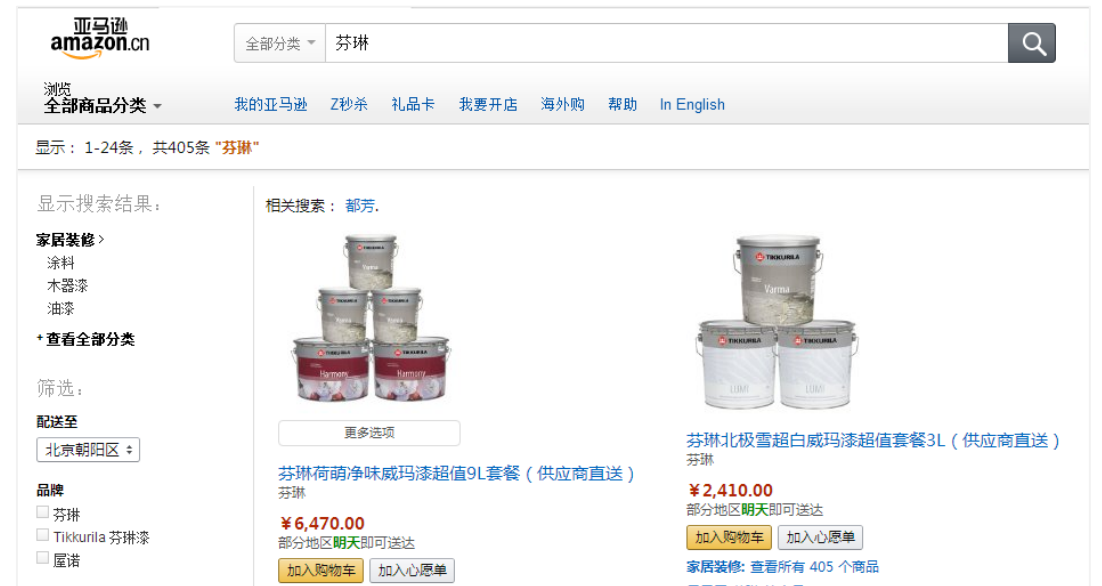 亚马逊
amazon.cn
全部分类
芬琳
浏览
全部商品分类
我的亚马逊 Z秒杀 礼品卡 我要开店 海外购 帮助 In English
显示： 1-24条， 共405条 "芬琳"
显示搜索结果：
家居装修
涂料
木器漆
油漆
+查看全部分类
筛选：
配送至
北京朝阳区
品牌
芬琳
Tikkurila 芬琳漆
屋诺
相关搜索： 都芳.
TIKKURILA
Varma
TIKKURILA TIKKURILA
TIKKURILA TIKKURILA
Harmony Harmony
更多选项
芬琳荷萌净味威玛漆超值9L套餐（供应商直送）
芬琳
￥6,470.00
部分地区明天即可送达
加入购物车 加入心愿单
TIKKURILA
Varma
TIKKURILA TIKKURILA
LUMI LUMI
芬琳北极雪超白威玛漆超值套餐3L（供应商直送）
芬琳
￥2,410.00
部分地区明天即可送达
加入购物车 加入心愿单
家居装修: 查看所有 405 个商品